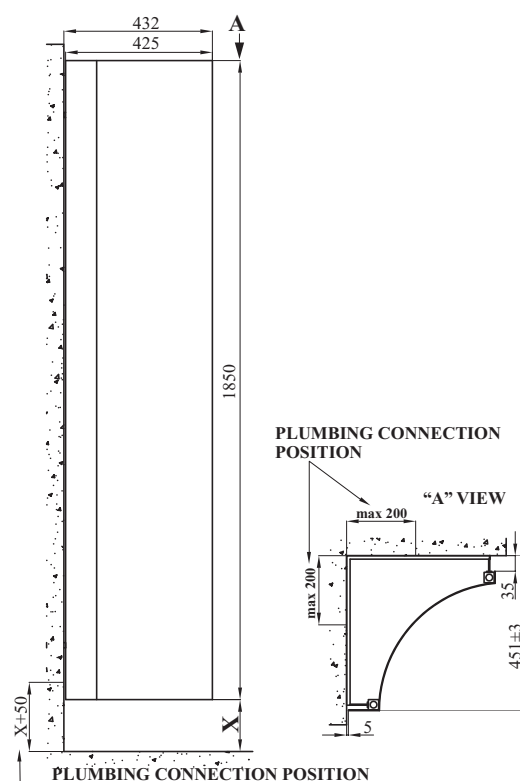 432
A
425
1850
PLUMBING CONNECTION
POSITION
“A” VIEW
max 200
max 200
35
451±3
X+50
X
5
PLUMBING CONNECTION POSITION